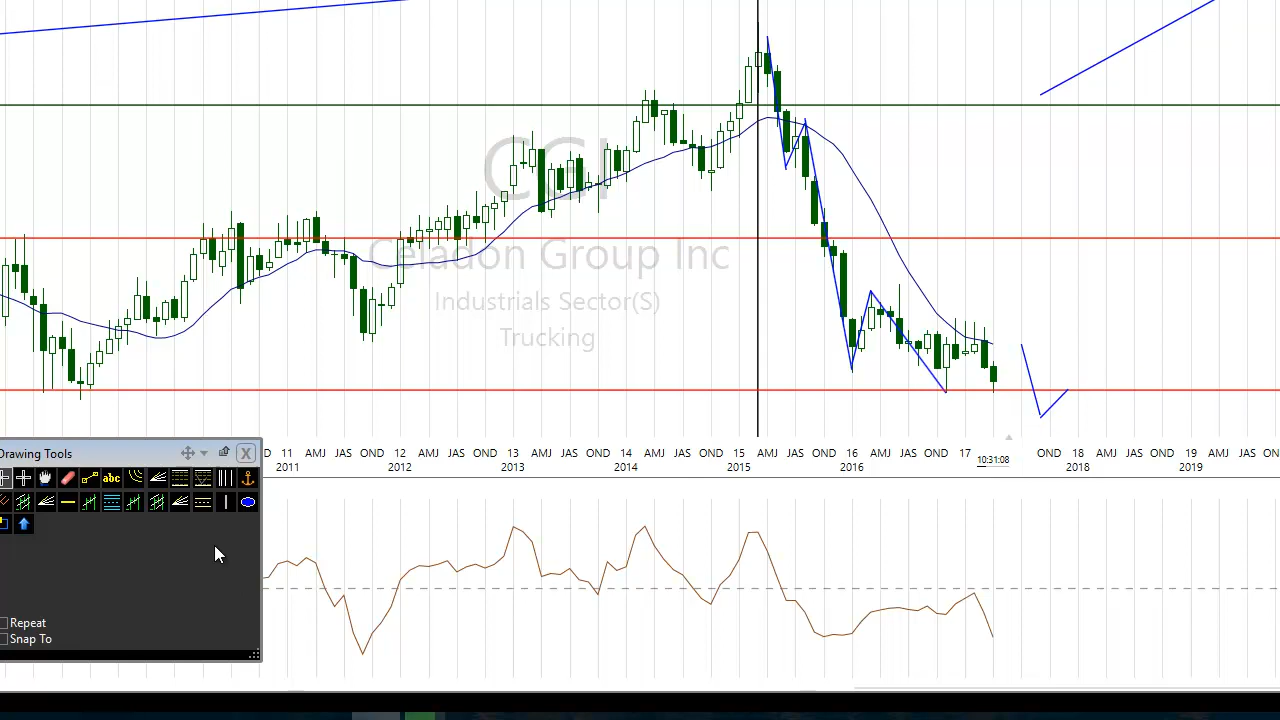 CGI
Celadon Group Inc
Industrials Sector(S)
Trucking
Drawing Tools
X
abc
Repeat
Snap To
D 11 AMJ JAS OND 12 AMJ JAS OND 13 AMJ JAS OND 14 AMJ JAS OND 15 AMJ JAS OND 16 AMJ JAS OND 17 10:31:08 OND 18 AMJ JAS OND 19 AMJ JAS OND
2011 2012 2013 2014 2015 2016 2018 2019